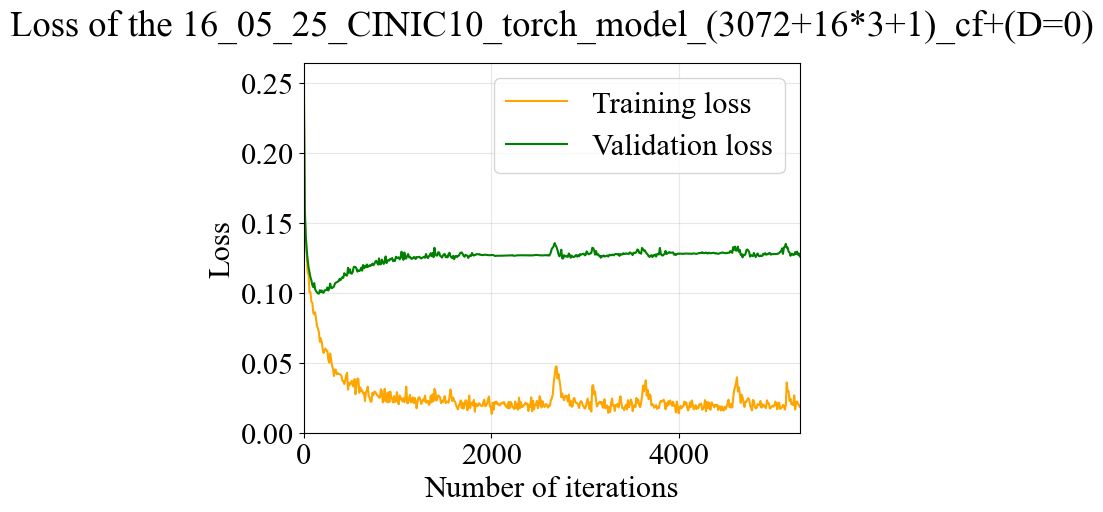 Loss of the 16_05_25_CINIC10_torch_model_(3072+16*3+1)_cf+(D=0)
0.25
0.20
0.15
0.10
0.05
0.00
Loss
Training loss
Validation loss
0 2000 4000
Number of iterations